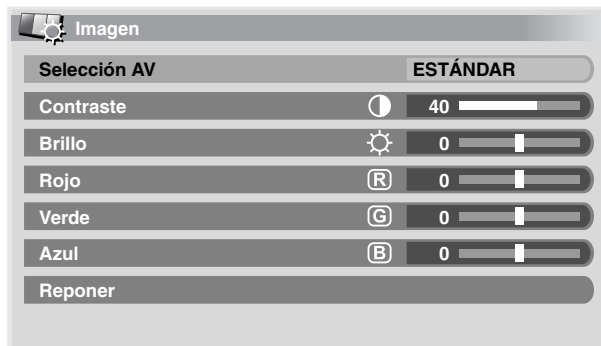 Imagen
Selección AV ESTÁNDAR
Contraste 40
Brillo 0
Rojo R 0
Verde G 0
Azul B 0
Reponer